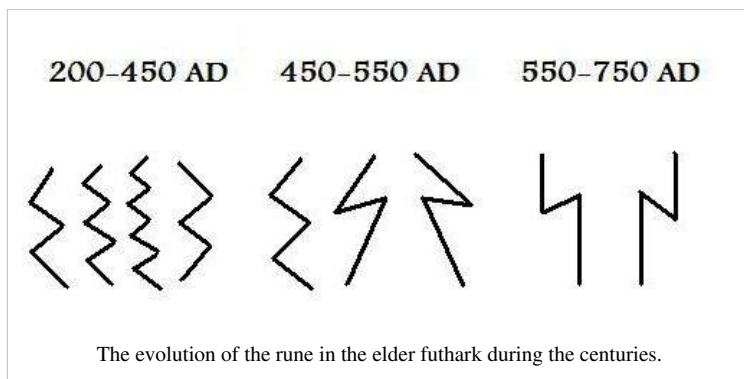 200-450 AD 450-550 AD 550-750 AD
The evolution of the rune in the elder futhark during the centuries.